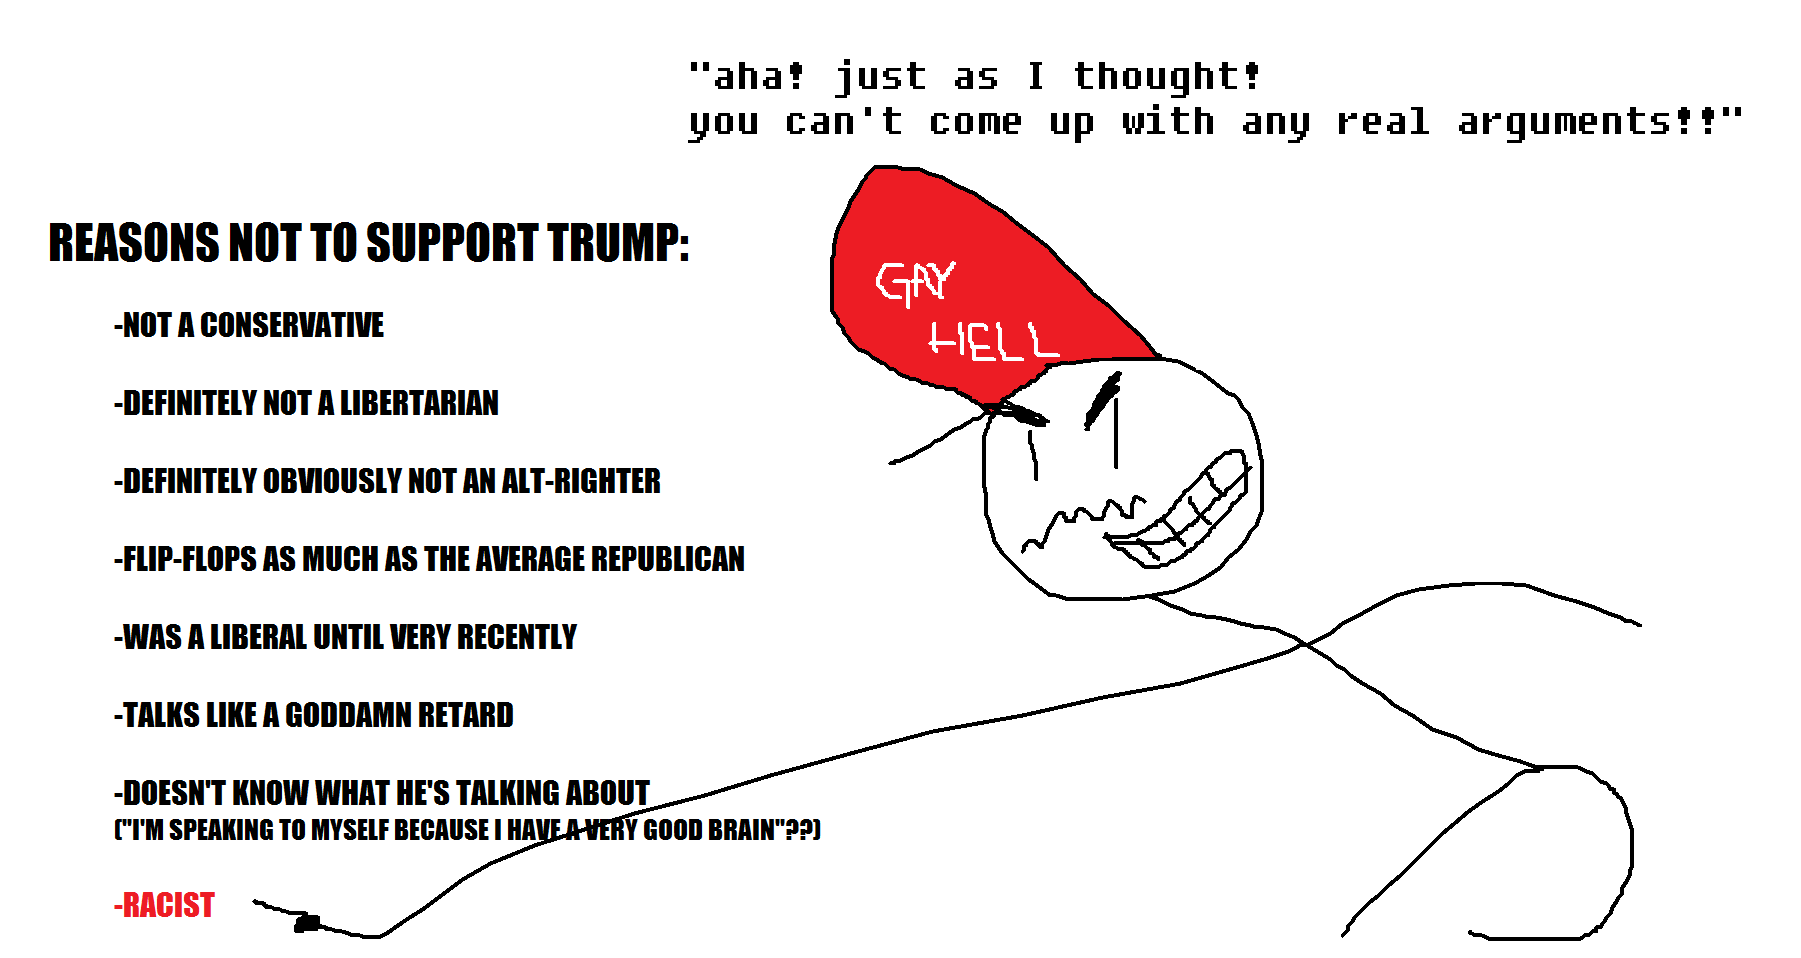 "aha! just as I thought!
you can't come up with any real arguments!!"
REASONS NOT TO SUPPORT TRUMP:
-NOT A CONSERVATIVE
-DEFINITELY NOT A LIBERTARIAN
-DEFINITELY OBVIOUSLY NOT AN ALT-RIGHTER
-FLIP-FLOPS AS MUCH AS THE AVERAGE REPUBLICAN
-WAS A LIBERAL UNTIL VERY RECENTLY
-TALKS LIKE A GODDAMN RETARD
-DOESN'T KNOW WHAT HE'S TALKING ABOUT
("I'M SPEAKING TO MYSELF BECAUSE I HAVE A VERY GOOD BRAIN"??)
-RACIST
GAY
HELL